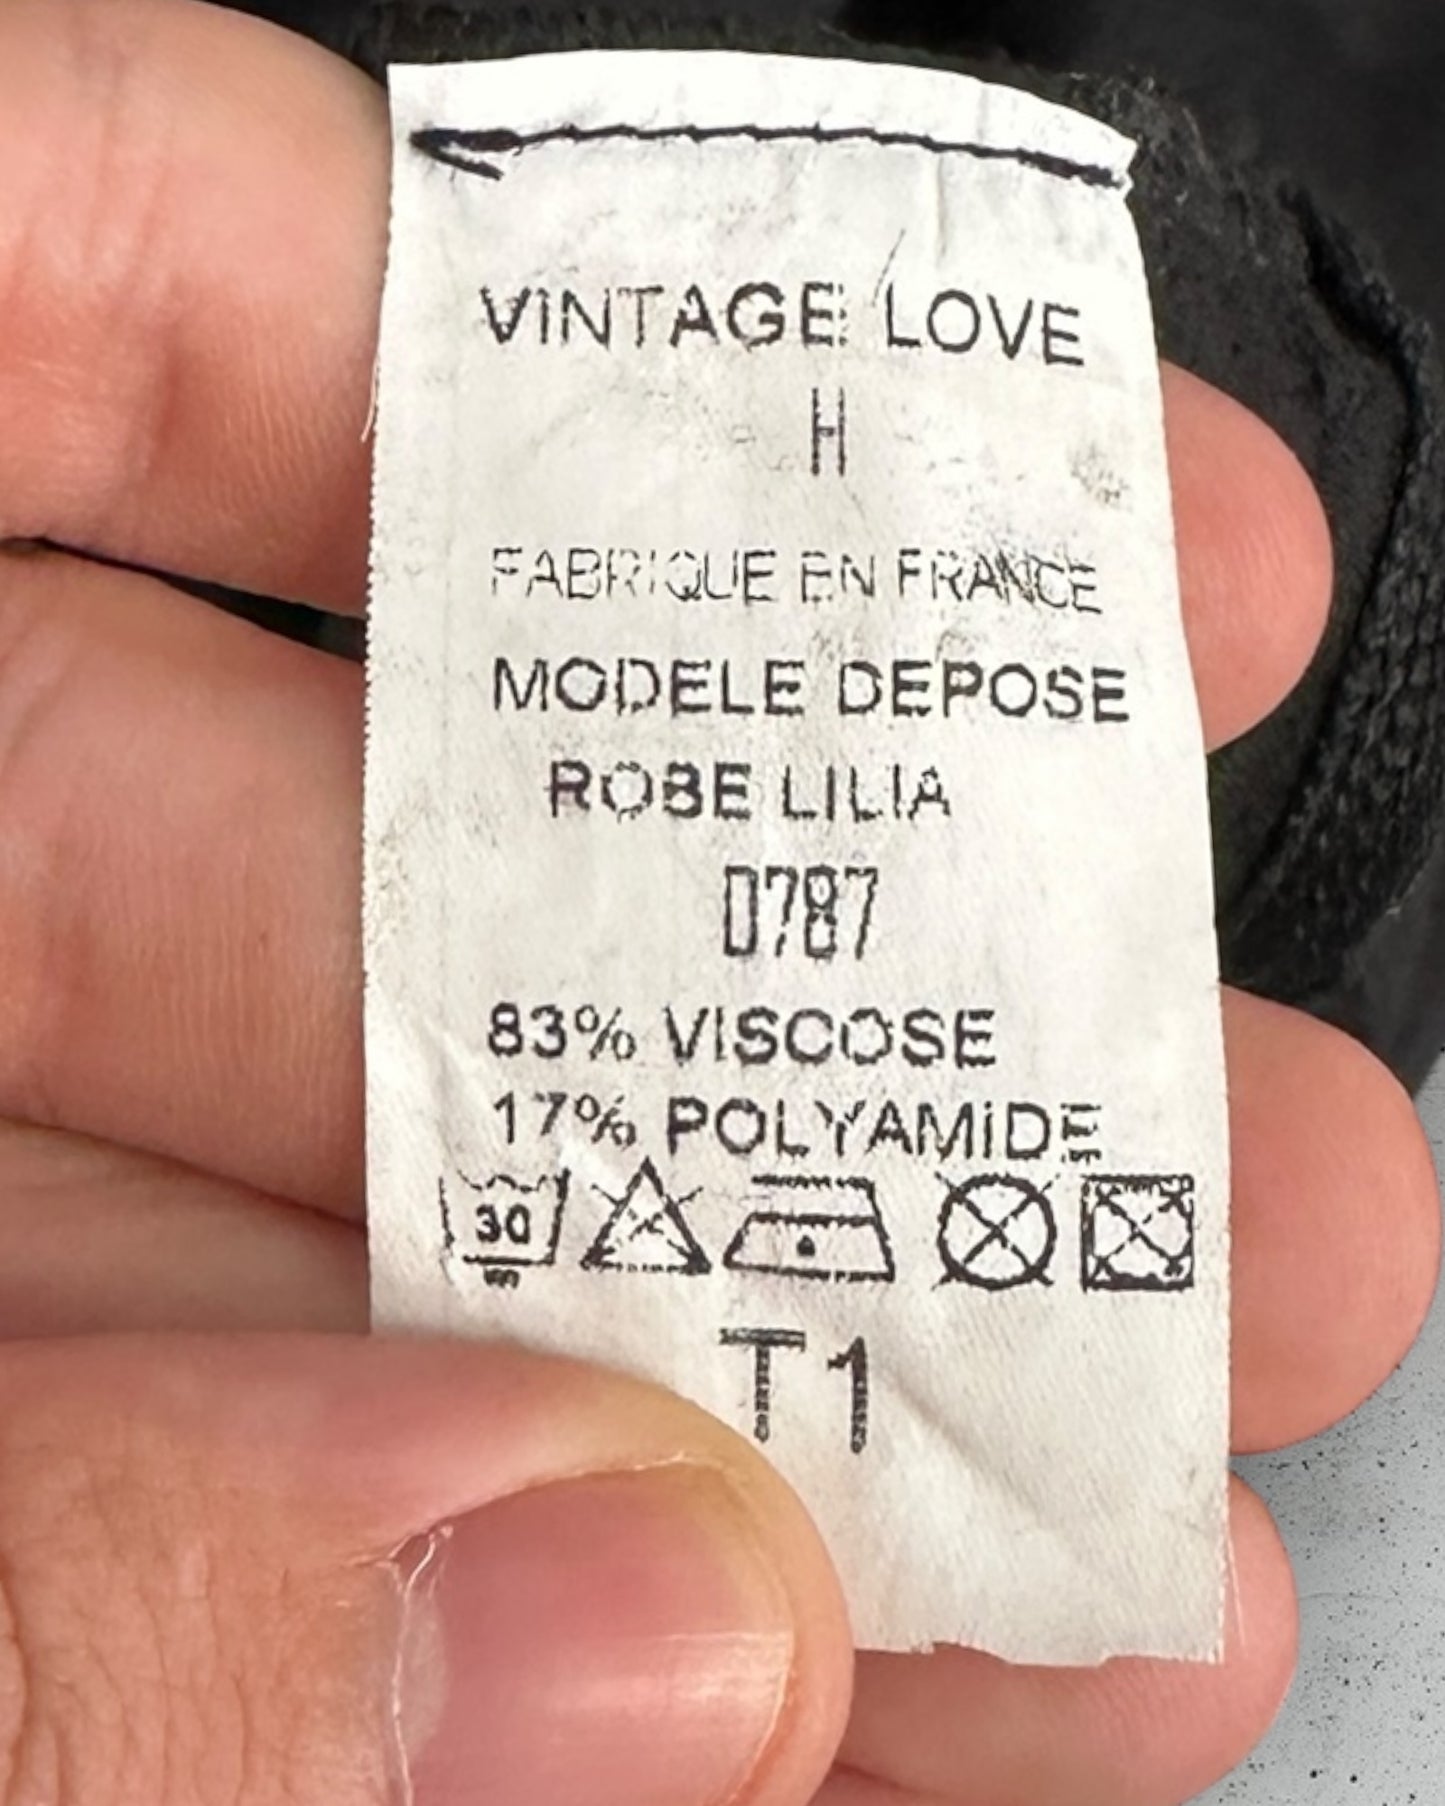 VINTAGE LOVE
H
FABRIQUE EN FRANCE
MODELE DEPOSE
ROBE LILIA
0787
83% VISCOSE
17% POLYAMIDE
30
T1